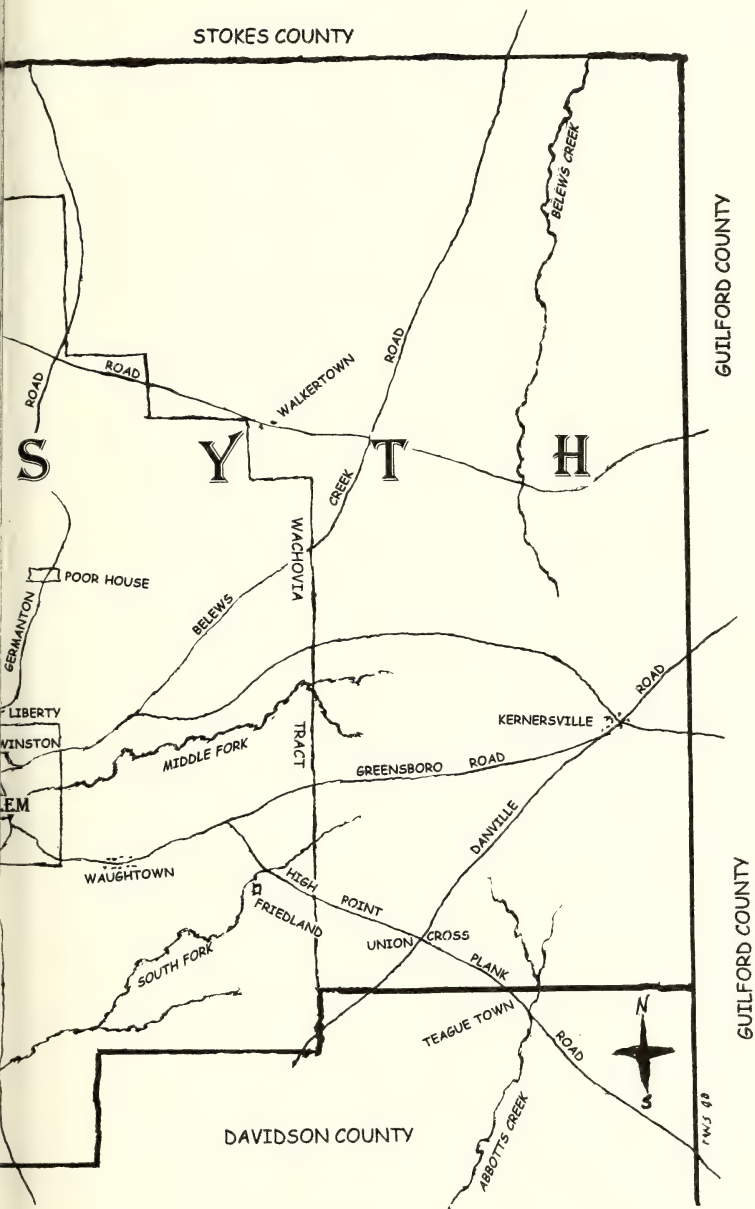 STOKES COUNTY
BELEWS CREEK
GUILFORD COUNTY
ROAD
ROAD
ROAD
WALKERTOWN
S Y T H
CREEK
WACHOVIA
POOR HOUSE
BELEWS
GERMANTON
ROAD
LIBERTY
KERNERSVILLE
WINSTON
MIDDLE FORK
TRACT
GREENSBORO ROAD
LEM
DANVILLE
WAUGHTOWN
HIGH POINT
FRIEDLAND
UNION CROSS
GUILFORD COUNTY
PLANK
SOUTH FORK
N
TEAGUE TOWN
ROAD
S
ABBOTTS CREEK
DAVIDSON COUNTY